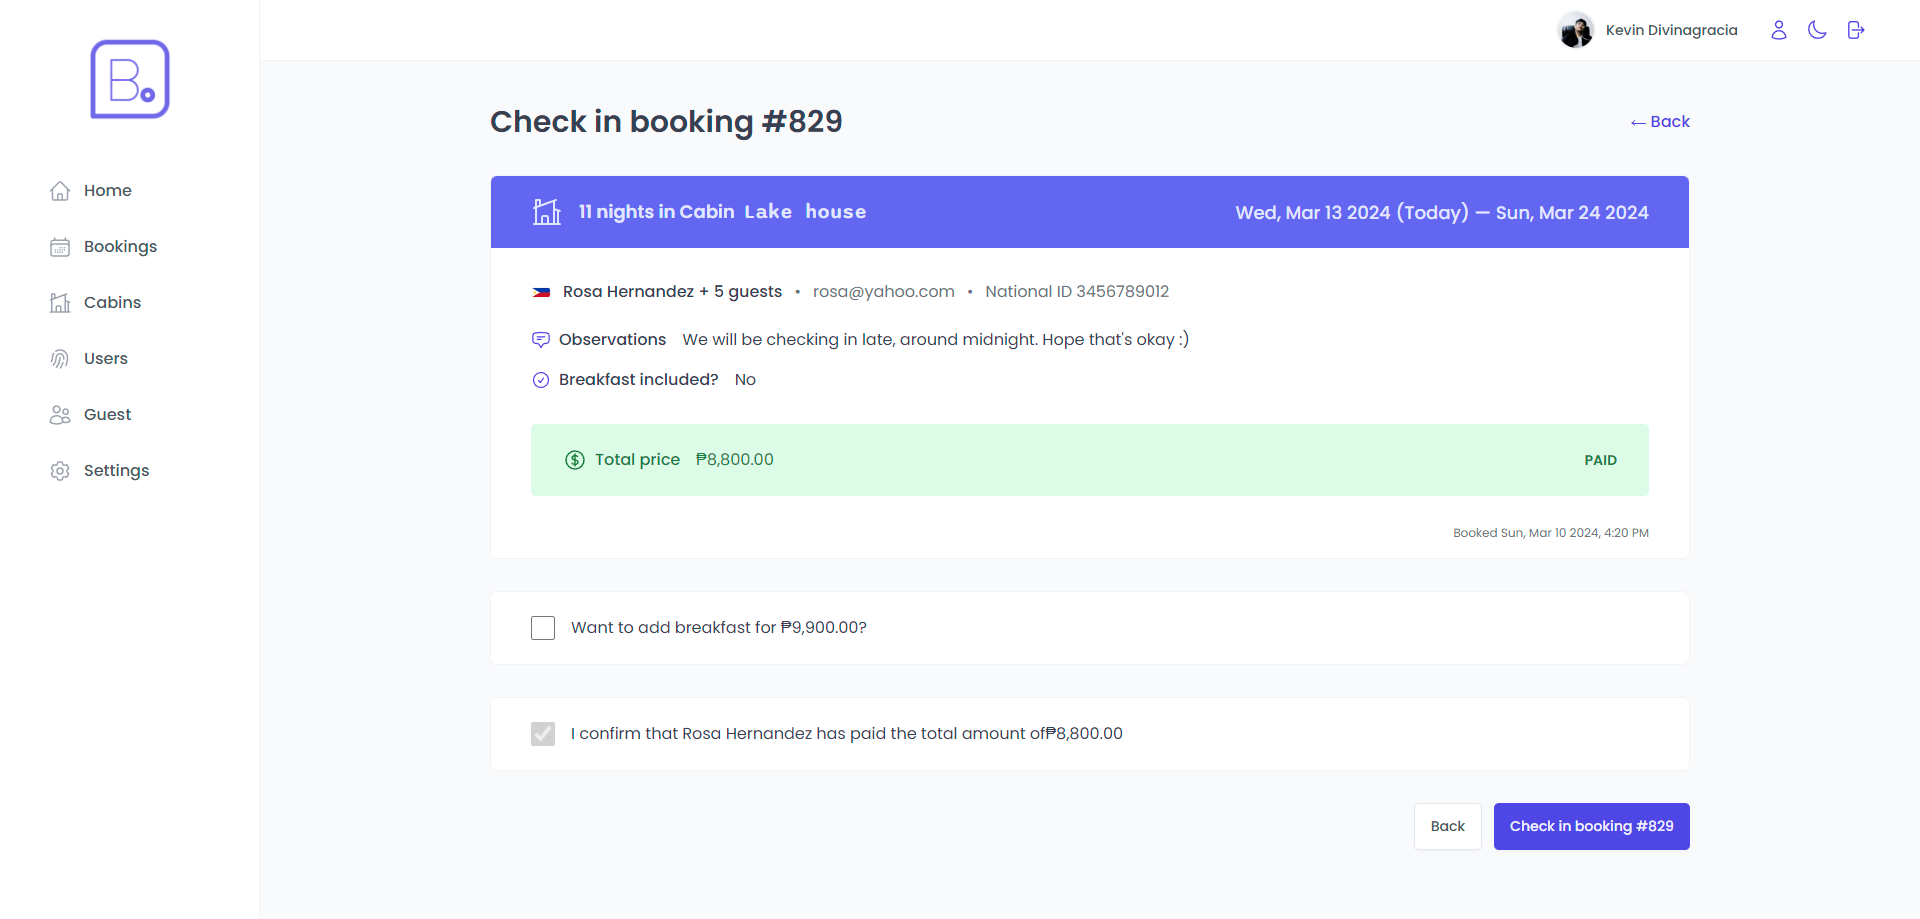 B
Kevin Divinagracia
Home
Bookings
Cabins
Users
Guest
Settings
Check in booking #829
← Back
11 nights in Cabin Lake house
Wed, Mar 13 2024 (Today) — Sun, Mar 24 2024
Rosa Hernandez + 5 guests • rosa@yahoo.com • National ID 3456789012
Observations We will be checking in late, around midnight. Hope that's okay :)
Breakfast included? No
Total price ₱8,800.00
PAID
Booked Sun, Mar 10 2024, 4:20 PM
Want to add breakfast for ₱9,900.00?
I confirm that Rosa Hernandez has paid the total amount of₱8,800.00
Back
Check in booking #829